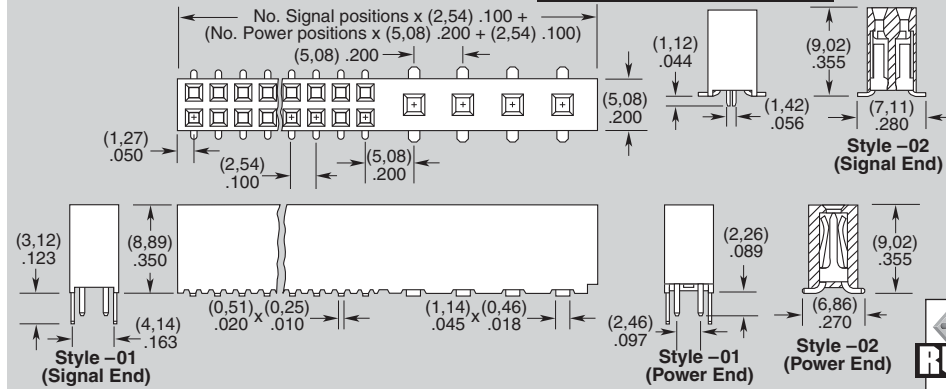 No. Signal positions x (2,54) .100 +
(No. Power positions x (5,08) .200 + (2,54) .100)
(5,08) .200
(1,12)
.044
(9,02)
.355
(5,08)
.200
(1,42)
.056
(7,11)
.280
Style –02
(Signal End)
(1,27)
.050
(2,54)
.100
(5,08)
.200
(3,12)
.123
(8,89)
.350
(4,14)
.163
Style –01
(Signal End)
(0,51) x (0,25)
.020 .010
(1,14) x (0,46)
.045 .018
(2,26)
.089
(2,46)
.097
Style –01
(Power End)
(9,02)
.355
(6,86)
.270
Style –02
(Power End)